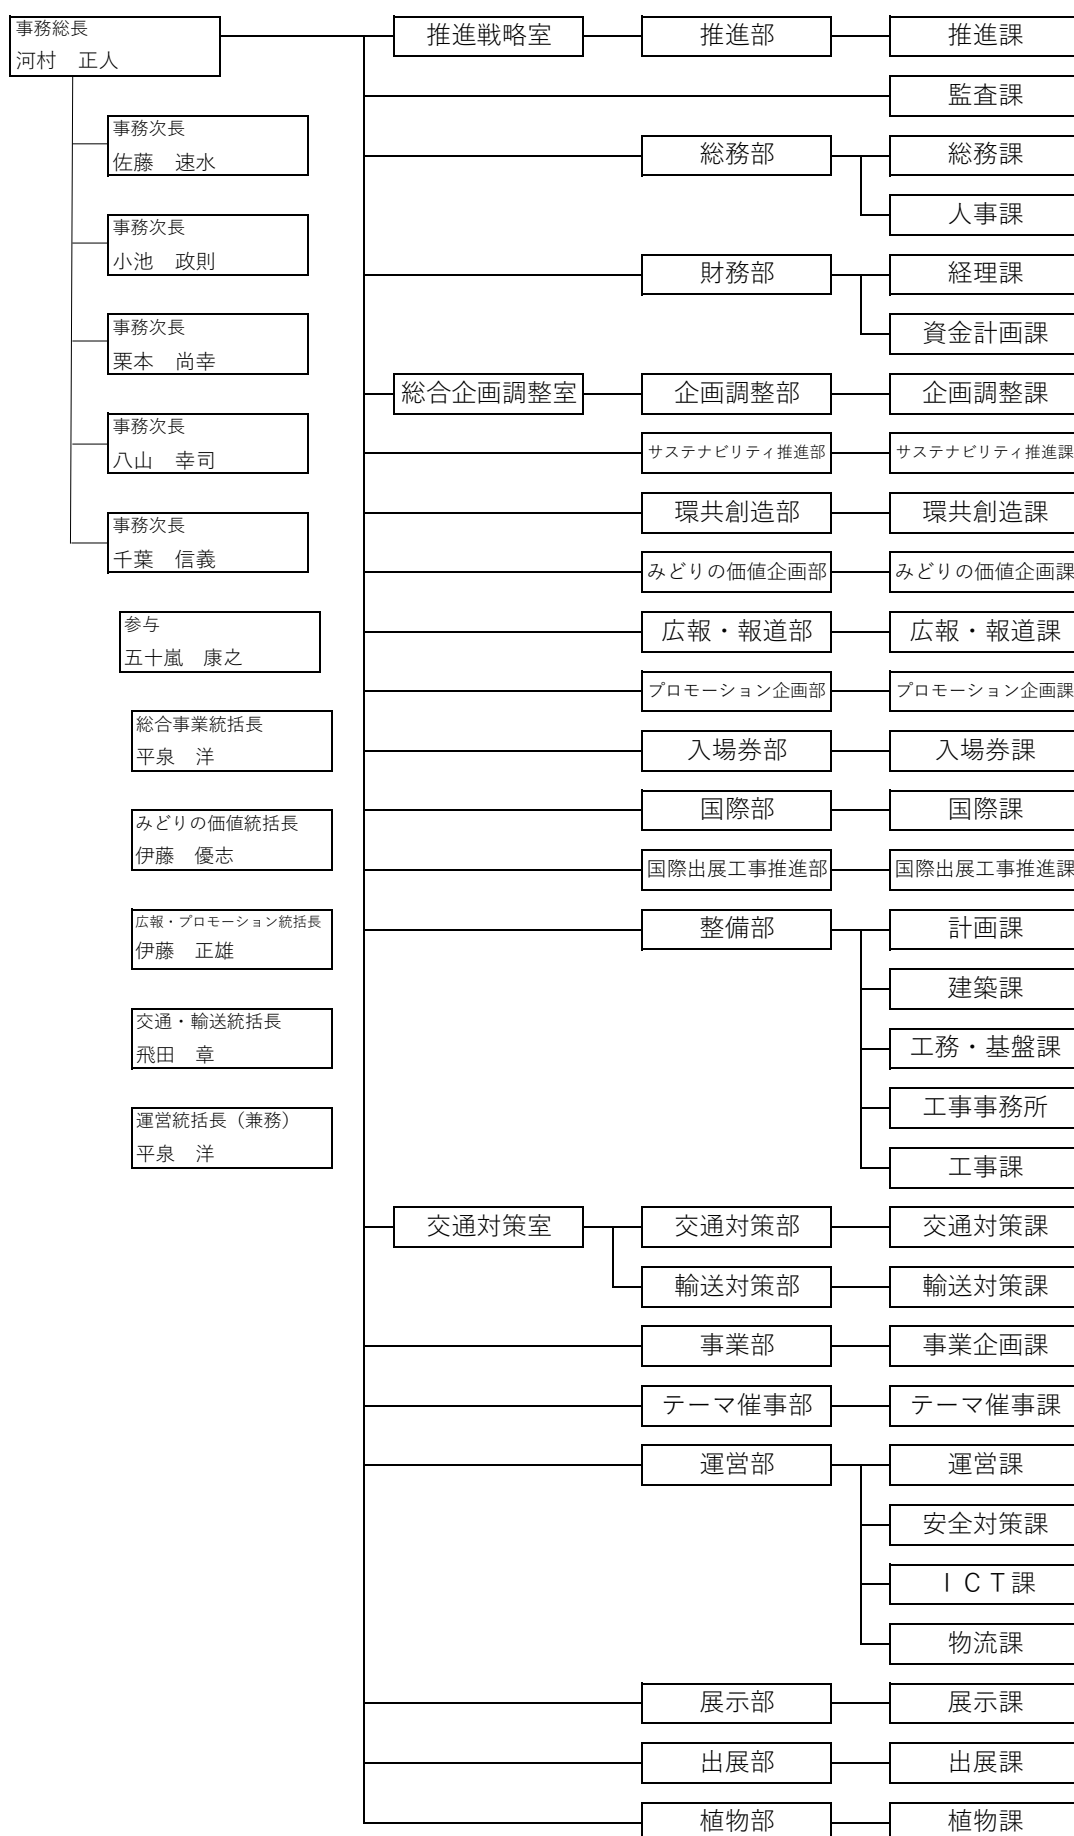 事務総長
河村　正人
事務次長
佐藤　速水
事務次長
小池　政則
事務次長
栗本　尚幸
事務次長
八山　幸司
事務次長
千葉　信義
参与
五十嵐　康之
総合事業統括長
平泉　洋
みどりの価値統括長
伊藤　優志
広報・プロモーション統括長
伊藤　正雄
交通・輸送統括長
飛田　章
運営統括長（兼務）
平泉　洋
推進戦略室
推進部
推進課
監査課
総務部
総務課
人事課
財務部
経理課
資金計画課
総合企画調整室
企画調整部
企画調整課
サステナビリティ推進部
サステナビリティ推進課
環共創造部
環共創造課
みどりの価値企画部
みどりの価値企画課
広報・報道部
広報・報道課
プロモーション企画部
プロモーション企画課
入場券部
入場券課
国際部
国際課
国際出展工事推進部
国際出展工事推進課
整備部
計画課
建築課
工務・基盤課
工事事務所
工事課
交通対策室
交通対策部
交通対策課
輸送対策部
輸送対策課
事業部
事業企画課
テーマ催事部
テーマ催事課
運営部
運営課
安全対策課
ＩＣＴ課
物流課
展示部
展示課
出展部
出展課
植物部
植物課